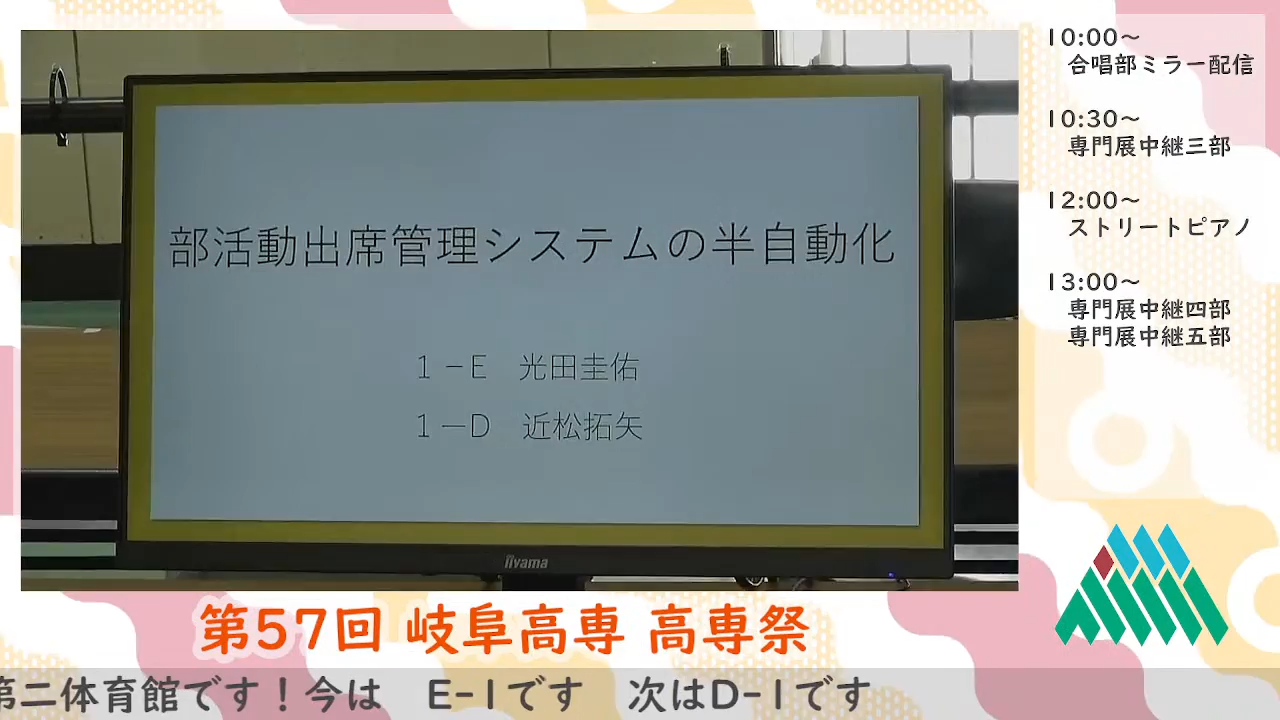 部活動出席管理システムの半自動化
１－E　光田圭佑
１－D　近松拓矢
iiyama
10:00～
合唱部ミラー配信
10:30～
専門展中継三部
12:00～
ストリートピアノ
13:00～
専門展中継四部
専門展中継五部
第57回 岐阜高専 高専祭
第二体育館です！今は　E-1です　次はD-1です